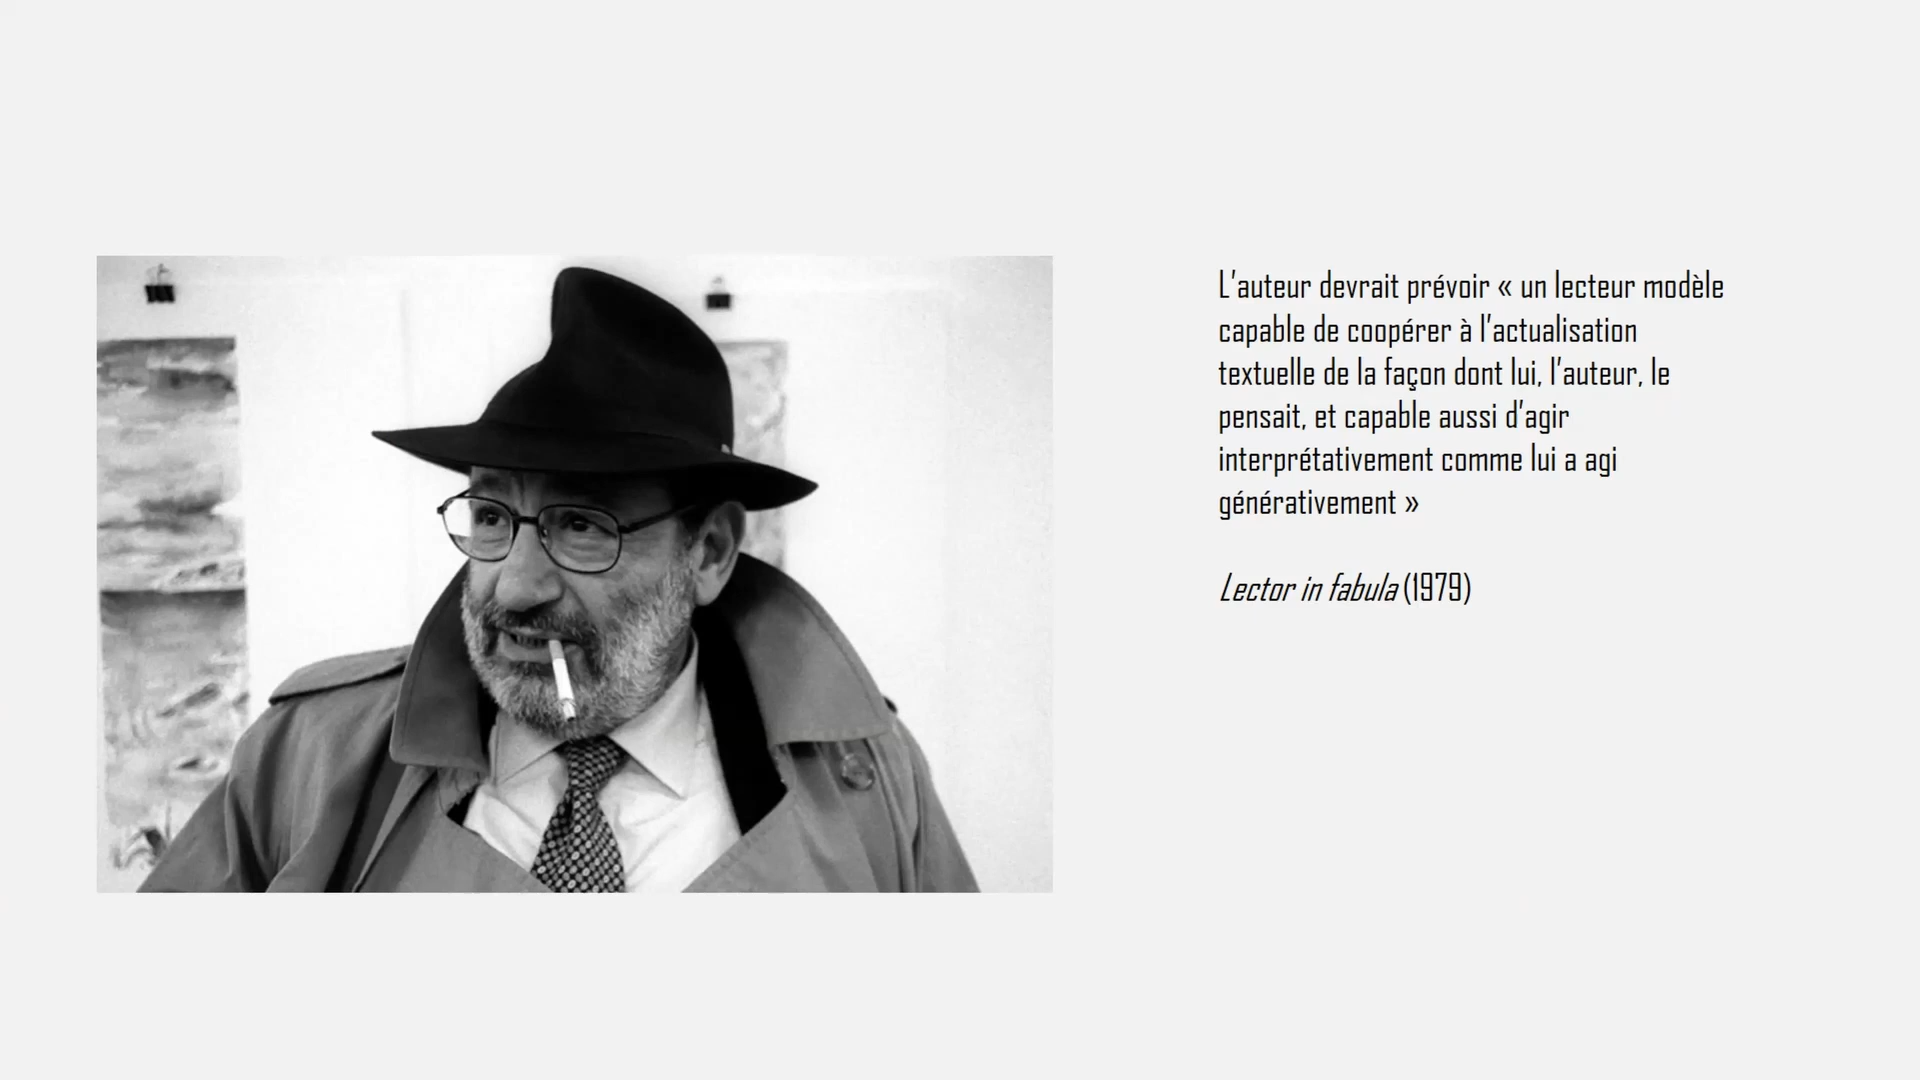 L'auteur devrait prévoir « un lecteur modèle
capable de coopérer à l'actualisation
textuelle de la façon dont lui, l'auteur, le
pensait, et capable aussi d'agir
interprétativement comme lui a agi
générativement »
Lector in fabula (1979)